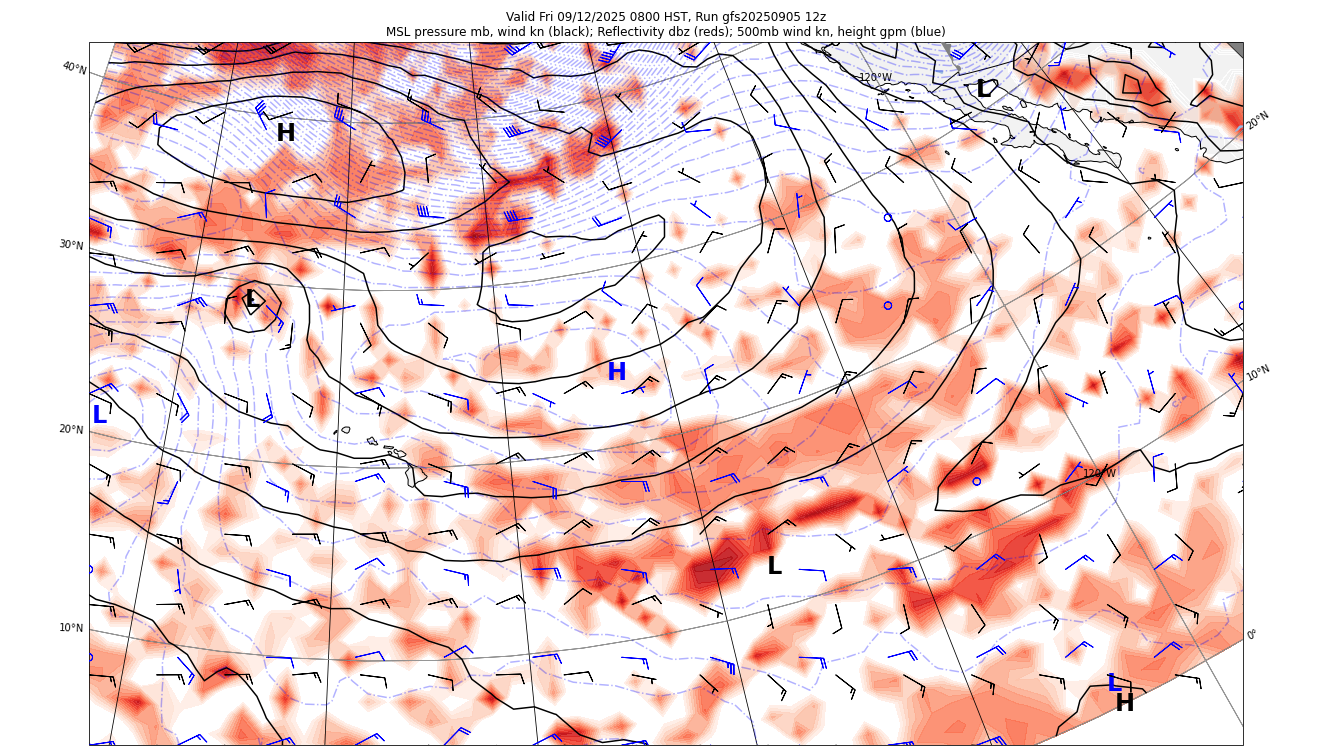 Valid Fri 09/12/2025 0800 HST, Run gfs20250905 12z
MSL pressure mb, wind kn (black); Reflectivity dbz (reds); 500mb wind kn, height gpm (blue)
40°N
120°W
L
20°N
H
30°N
L
H
10°N
L
20°N
120°W
L
10°N
0°
L
H